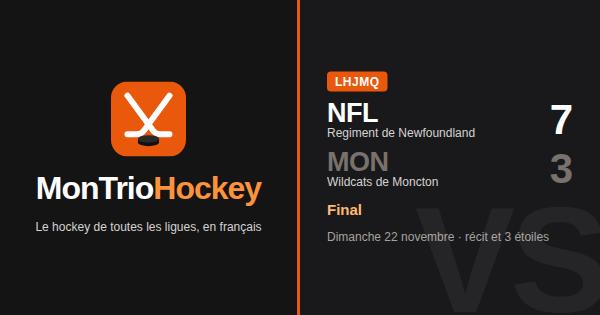 MonTrioHockey
Le hockey de toutes les ligues, en français
LHJMQ
NFL 7
Regiment de Newfoundland
MON 3
Wildcats de Moncton
Final
Dimanche 22 novembre · récit et 3 étoiles
VS